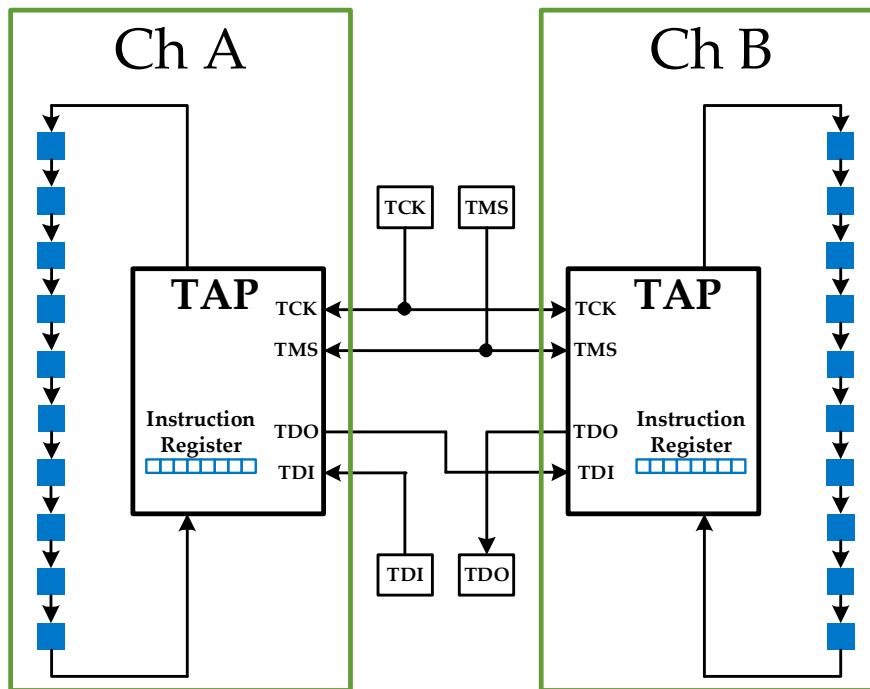 Ch A
Ch B
TCK
TMS
TAP
TCK
TMS
Instruction
Register
TDO
TDI
TAP
TCK
TMS
Instruction
Register
TDO
TDI
TDI
TDO